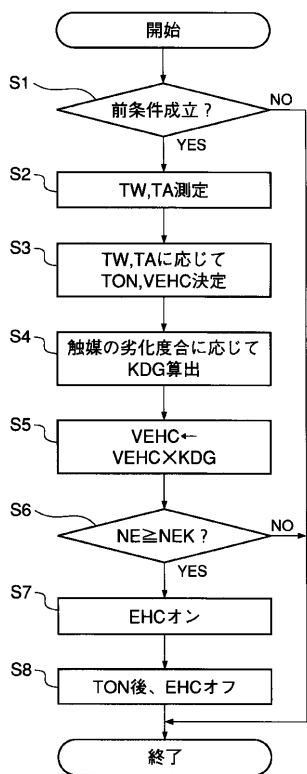 開始
S1
前条件成立？
NO
YES
S2
TW,TA測定
S3
TW,TAに応じて
TON,VEHC決定
S4
触媒の劣化度合に応じて
KDG算出
S5
VEHC←
VEHC×KDG
S6
NE≧NEK？
NO
YES
S7
EHCオン
S8
TON後、EHCオフ
終了